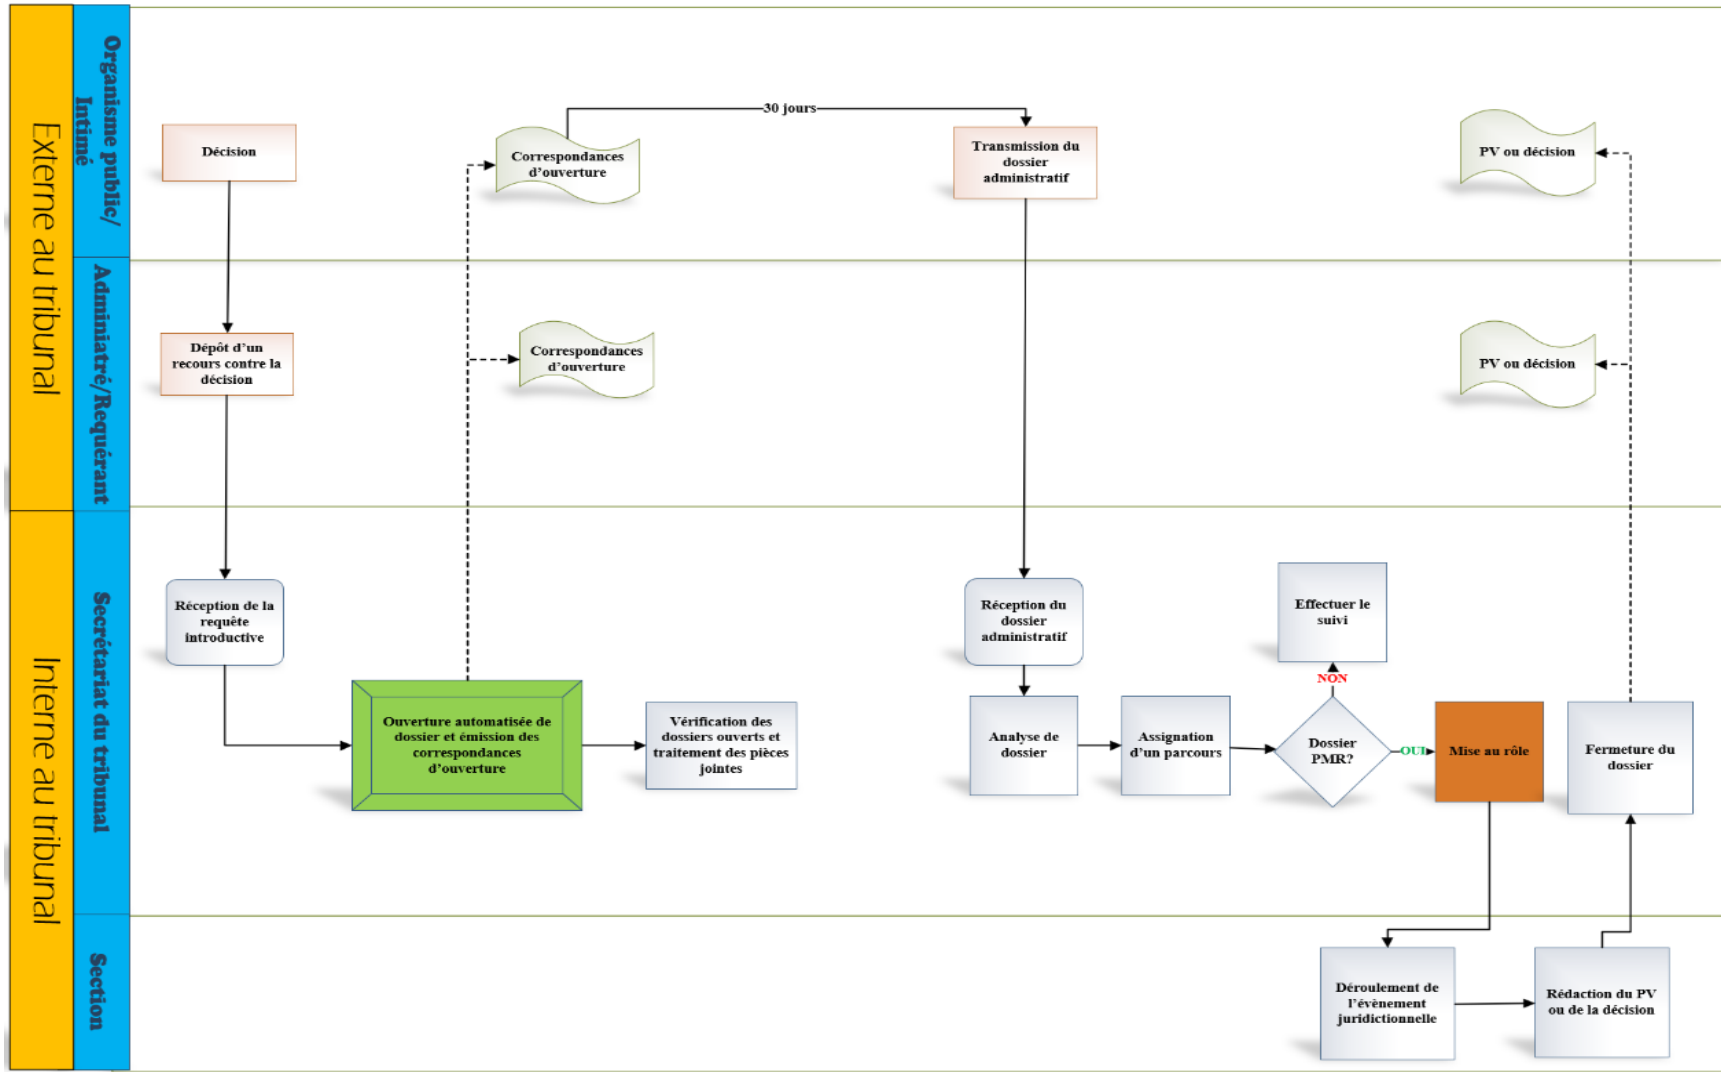 Externe au tribunal
Organisme public/
Intimé
Décision
Correspondances
d’ouverture
30 jours
Transmission du
dossier
administratif
PV ou décision
Adminiatré/Requérant
Dépôt d’un
recours contre la
décision
Correspondances
d’ouverture
PV ou décision
Interne au tribunal
Secrétariat du tribunal
Réception de la
requête
introductive
Ouverture automatisée de
dossier et émission des
correspondances
d’ouverture
Vérification des
dossiers ouverts et
traitement des pièces
jointes
Réception du
dossier
administratif
Analyse de
dossier
Assignation
d’un parcours
Effectuer le
suivi
NON
Dossier
PMR?
OUI
Mise au rôle
Fermeture du
dossier
Section
Déroulement de
l’évènement
juridictionnelle
Rédaction du PV
ou de la décision